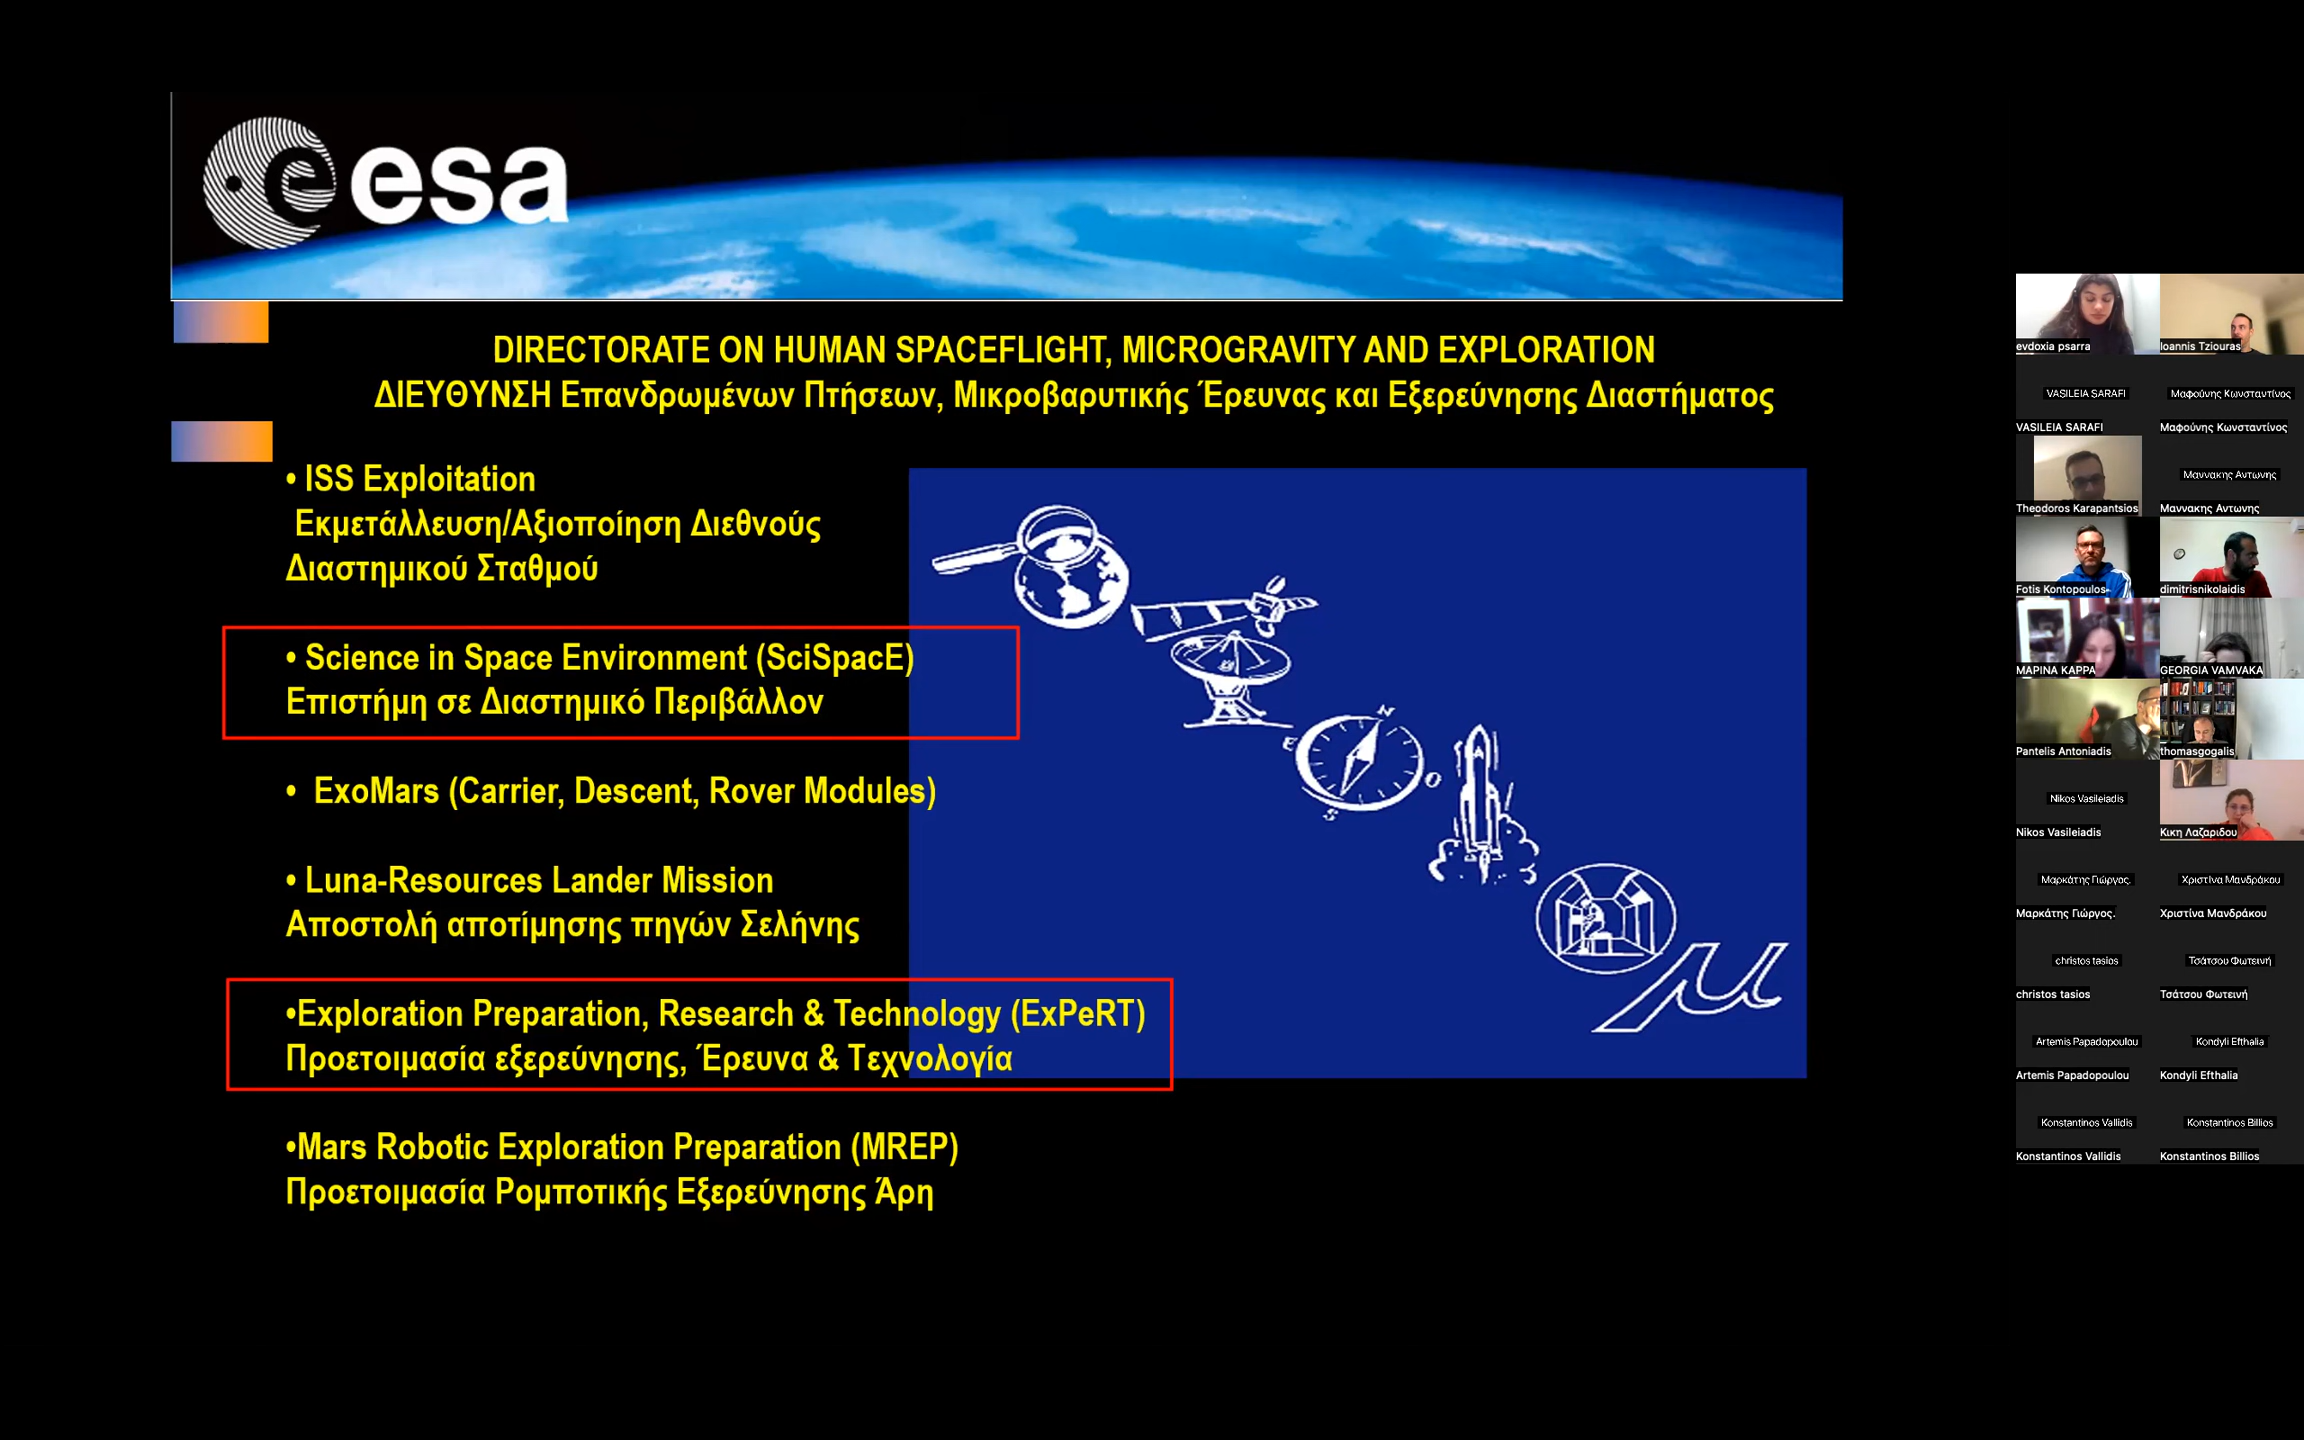 esa
DIRECTORATE ON HUMAN SPACEFLIGHT, MICROGRAVITY AND EXPLORATION
ΔΙΕΥΘΥΝΣΗ Επανδρωμένων Πτήσεων, Μικροβαρυτικής Έρευνας και Εξερεύνησης Διαστήματος
• ISS Exploitation
Εκμετάλλευση/Αξιοποίηση Διεθνούς
Διαστημικού Σταθμού
• Science in Space Environment (SciSpacE)
Επιστήμη σε Διαστημικό Περιβάλλον
• ExoMars (Carrier, Descent, Rover Modules)
• Luna-Resources Lander Mission
Αποστολή αποτίμησης πηγών Σελήνης
•Exploration Preparation, Research & Technology (ExPeRT)
Προετοιμασία εξερεύνησης, Έρευνα & Τεχνολογία
•Mars Robotic Exploration Preparation (MREP)
Προετοιμασία Ρομποτικής Εξερεύνησης Άρη
N
E
O
S
μ
evdoxia psarra
Ioannis Tziouras
VASILEIA SARAFI
Μαφούνης Κωνσταντίνος
VASILEIA SARAFI
Μαφούνης Κωνσταντίνος
Μαννακης Αντωνης
Theodoros Karapantsios
Μαννακης Αντωνης
Fotis Kontopoulos
dimitrisnikolaidis
ΜΑΡΙΝΑ ΚΑΡΡΑ
GEORGIA VAMVAKA
Pantelis Antoniadis
thomasgogalis
Nikos Vasileiadis
Nikos Vasileiadis
Κικη Λαζαριδου
Μαρκάτης Γιώργος.
Χριστίνα Μανδράκου
Μαρκάτης Γιώργος.
Χριστίνα Μανδράκου
christos tasios
Τσάτσου Φωτεινή
christos tasios
Τσάτσου Φωτεινή
Artemis Papadopoulou
Kondyli Efthalia
Artemis Papadopoulou
Kondyli Efthalia
Konstantinos Vallidis
Konstantinos Billios
Konstantinos Vallidis
Konstantinos Billios